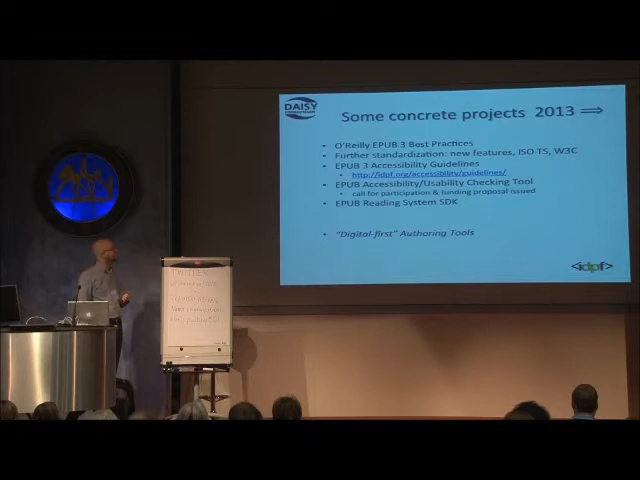 DAISY
Some concrete projects 2013 ⟹
• O'Reilly EPUB 3 Best Practices
• Further standardization: new features, ISO TS, W3C
• EPUB 3 Accessibility Guidelines
• http://idpf.org/accessibility/guidelines/
• EPUB Accessibility/Usability Checking Tool
• call for participation & funding proposal issued
• EPUB Reading System SDK
• "Digital-first" Authoring Tools
<idpf>